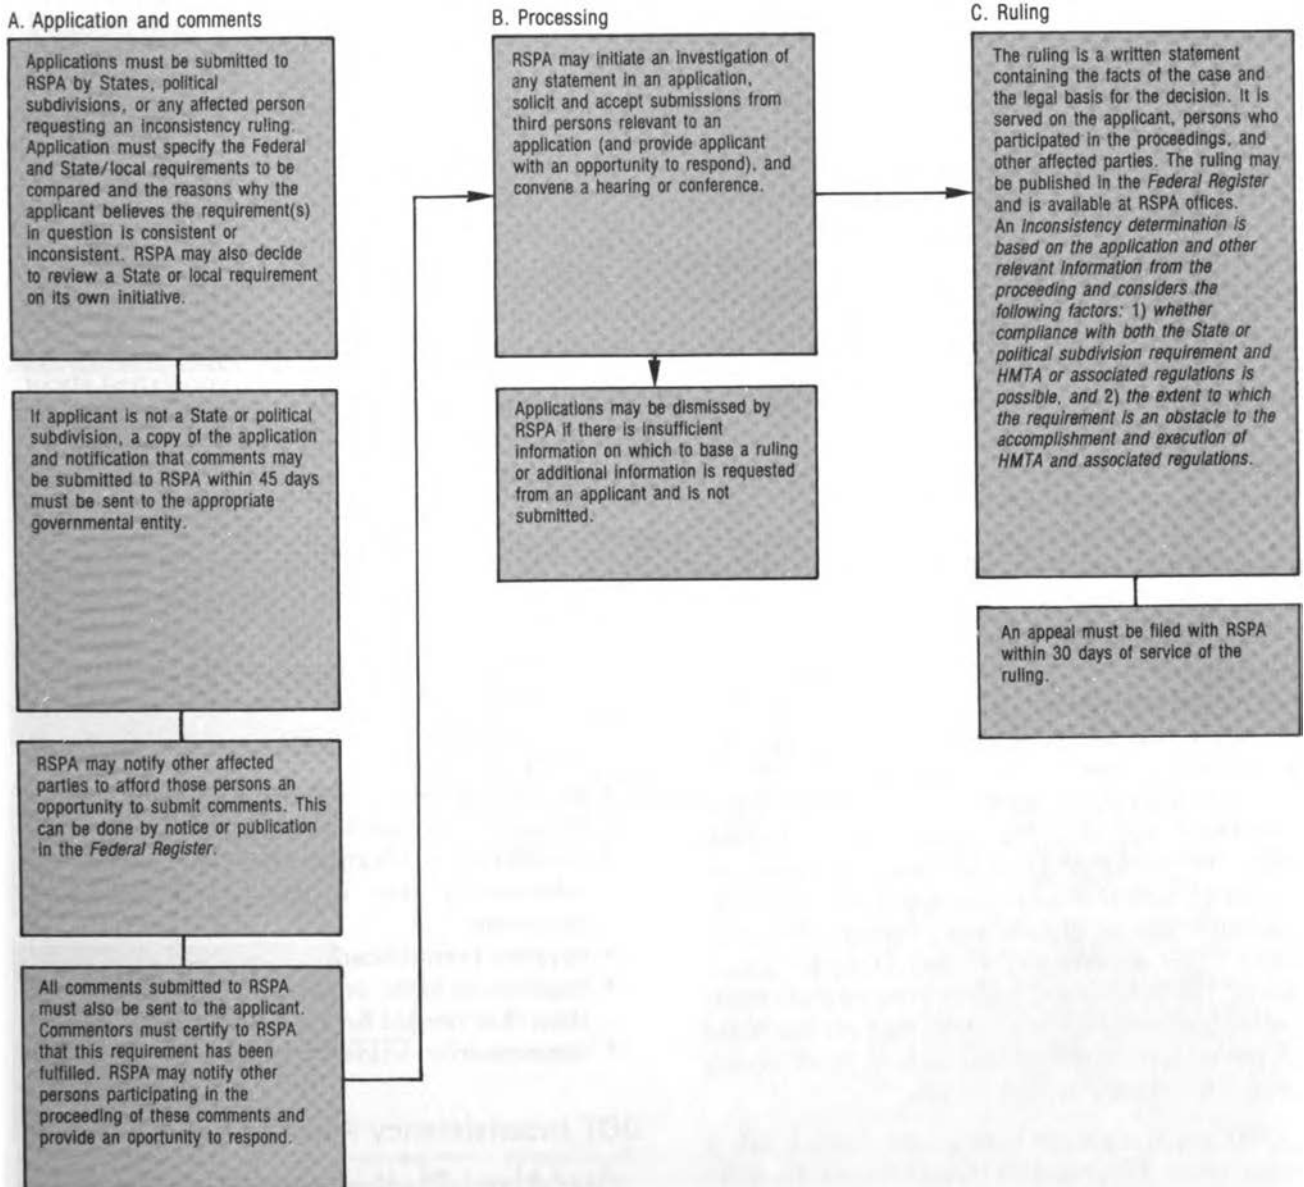 A. Application and comments
Applications must be submitted to
RSPA by States, political
subdivisions, or any affected person
requesting an inconsistency ruling.
Application must specify the Federal
and State/local requirements to be
compared and the reasons why the
applicant believes the requirement(s)
in question is consistent or
inconsistent. RSPA may also decide
to review a State or local requirement
on its own initiative.
If applicant is not a State or political
subdivision, a copy of the application
and notification that comments may
be submitted to RSPA within 45 days
must be sent to the appropriate
governmental entity.
RSPA may notify other affected
parties to afford those persons an
opportunity to submit comments. This
can be done by notice or publication
in the Federal Register.
All comments submitted to RSPA
must also be sent to the applicant.
Commentors must certify to RSPA
that this requirement has been
fulfilled. RSPA may notify other
persons participating in the
proceeding of these comments and
provide an oportunity to respond.
B. Processing
RSPA may initiate an investigation of
any statement in an application,
solicit and accept submissions from
third persons relevant to an
application (and provide applicant
with an opportunity to respond), and
convene a hearing or conference.
Applications may be dismissed by
RSPA if there is insufficient
information on which to base a ruling
or additional information is requested
from an applicant and is not
submitted.
C. Ruling
The ruling is a written statement
containing the facts of the case and
the legal basis for the decision. It is
served on the applicant, persons who
participated in the proceedings, and
other affected parties. The ruling may
be published in the Federal Register
and is available at RSPA offices.
An inconsistency determination is
based on the application and other
relevant information from the
proceeding and considers the
following factors: 1) whether
compliance with both the State or
political subdivision requirement and
HMTA or associated regulations is
possible, and 2) the extent to which
the requirement is an obstacle to the
accomplishment and execution of
HMTA and associated regulations.
An appeal must be filed with RSPA
within 30 days of service of the
ruling.